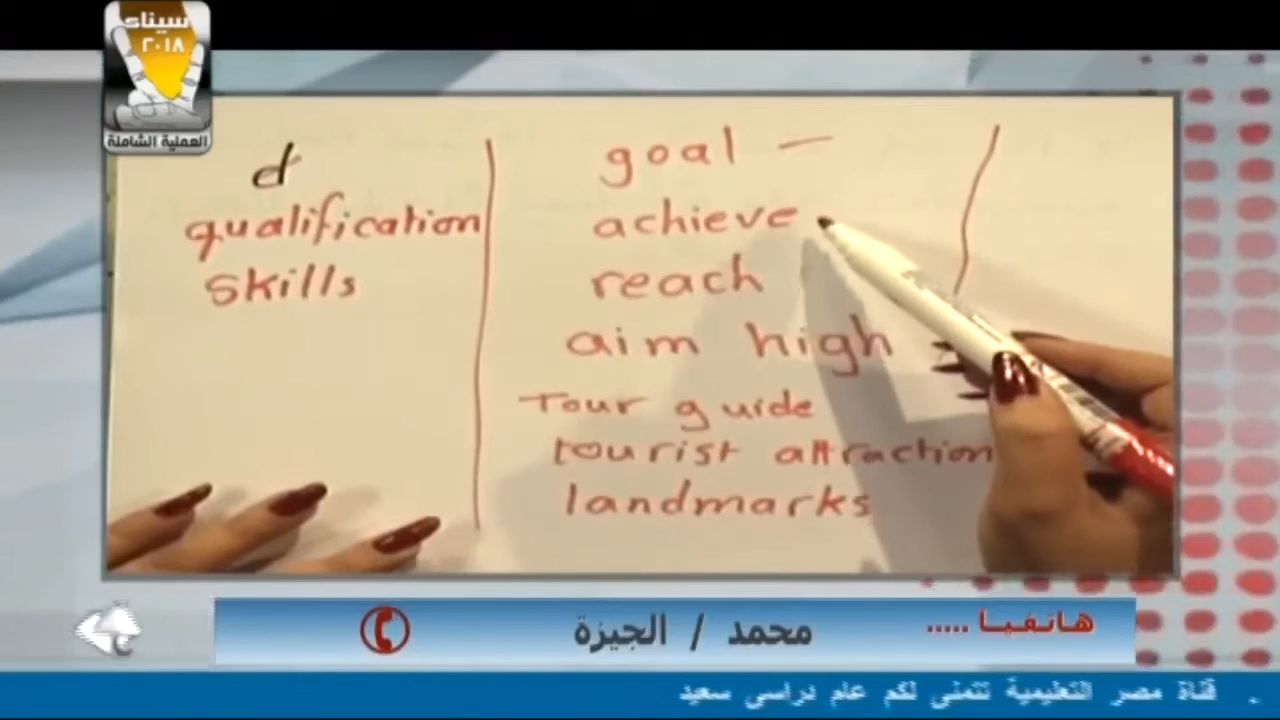 سيناء
٢٠١٨
العملية الشاملة
d
qualification
skills
goal –
achieve
reach
aim high
Tour guide
tourist attraction
landmarks
هاتفيا .....
محمد / الجيزة
قناة مصر التعليمية تتمنى لكم عام دراسى سعيد .